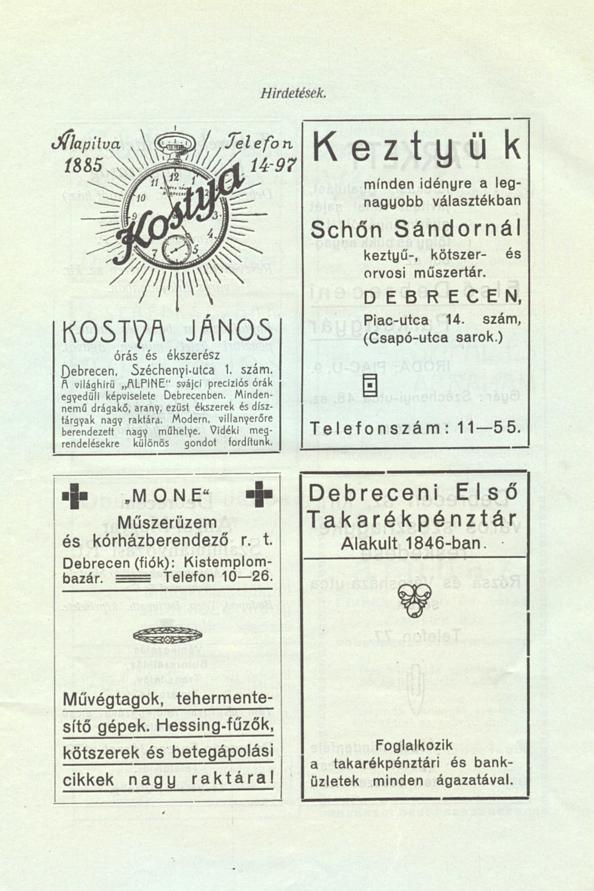 Hirdetések.
Alapitva
1885
Telefon
14-97
Kostya
KOSTYA JÁNOS
órás és ékszerész
Debrecen, Széchenyi-utca 1. szám.
A világhirü „ALPINE“ svájci preciziós órák
egyedüli képviselete Debrecenben. Minden-
nemű drágakő, arany, ezüst ékszerek és dísz-
tárgyak nagy raktára. Modern, villanyerőre
berendezett nagy műhelye. Vidéki meg-
rendelésekre különös gondot fordítunk.
Keztyük
minden idényre a leg-
nagyobb választékban
Schőn Sándornál
keztyű-, kötszer- és
orvosi műszertár.
DEBRECEN,
Piac-utca 14. szám,
(Csapó-utca sarok.)
Telefonszám: 11—55.
„MONE“
Műszerüzem
és kórházberendező r. t.
Debrecen (fiók): Kistemplom-
bazár. Telefon 10—26.
Művégtagok, tehermente-
sítő gépek. Hessing-fűzők,
kötszerek és betegápolási
cikkek nagy raktára!
Debreceni Első
Takarékpénztár
Alakult 1846-ban.
Foglalkozik
a takarékpénztári és bank-
üzletek minden ágazatával.